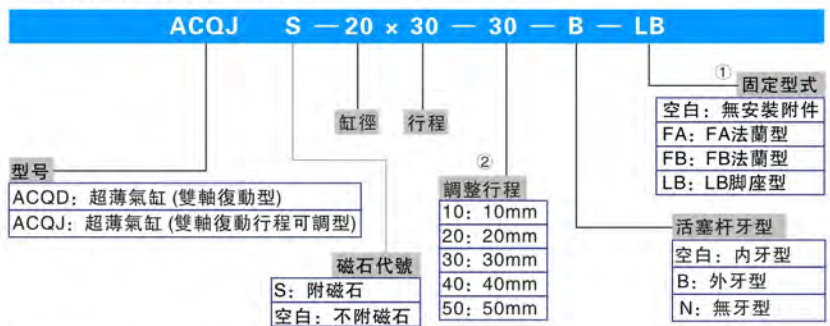 ACQJ S — 20 × 30 — 30 — B — LB
① 固定型式
空白：無安裝附件
FA：FA法蘭型
FB：FB法蘭型
LB：LB脚座型
缸徑 行程
型号
ACQD：超薄氣缸 (雙軸復動型)
ACQJ：超薄氣缸 (雙軸復動行程可調型)
② 調整行程
10：10mm
20：20mm
30：30mm
40：40mm
50：50mm
活塞杆牙型
空白：内牙型
B：外牙型
N：無牙型
磁石代號
S：附磁石
空白：不附磁石